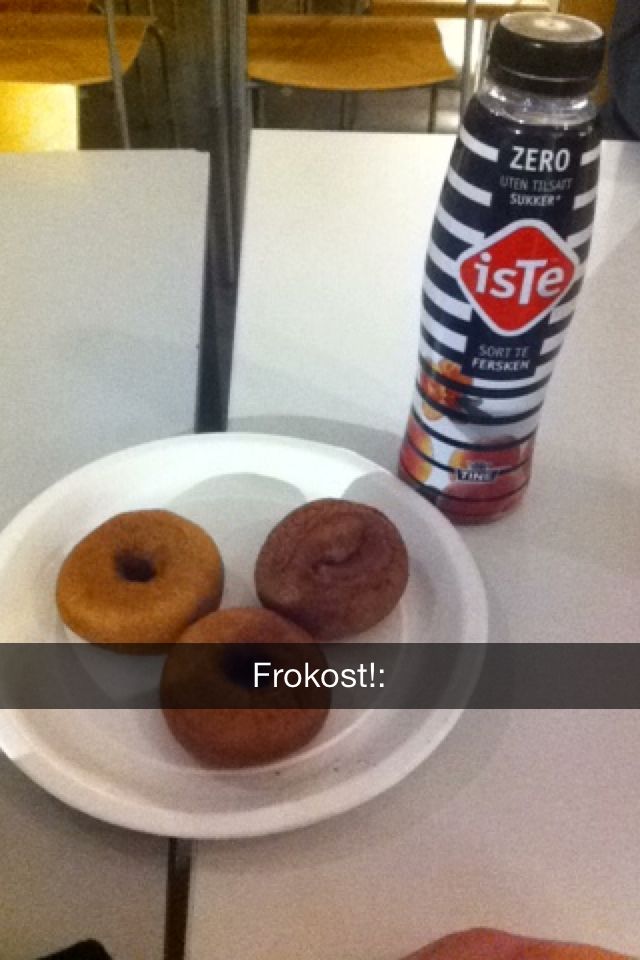 ZERO
UTEN TILSATT
SUKKER*
isTe
SORT TE
FERSKEN
TINE
Frokost!: